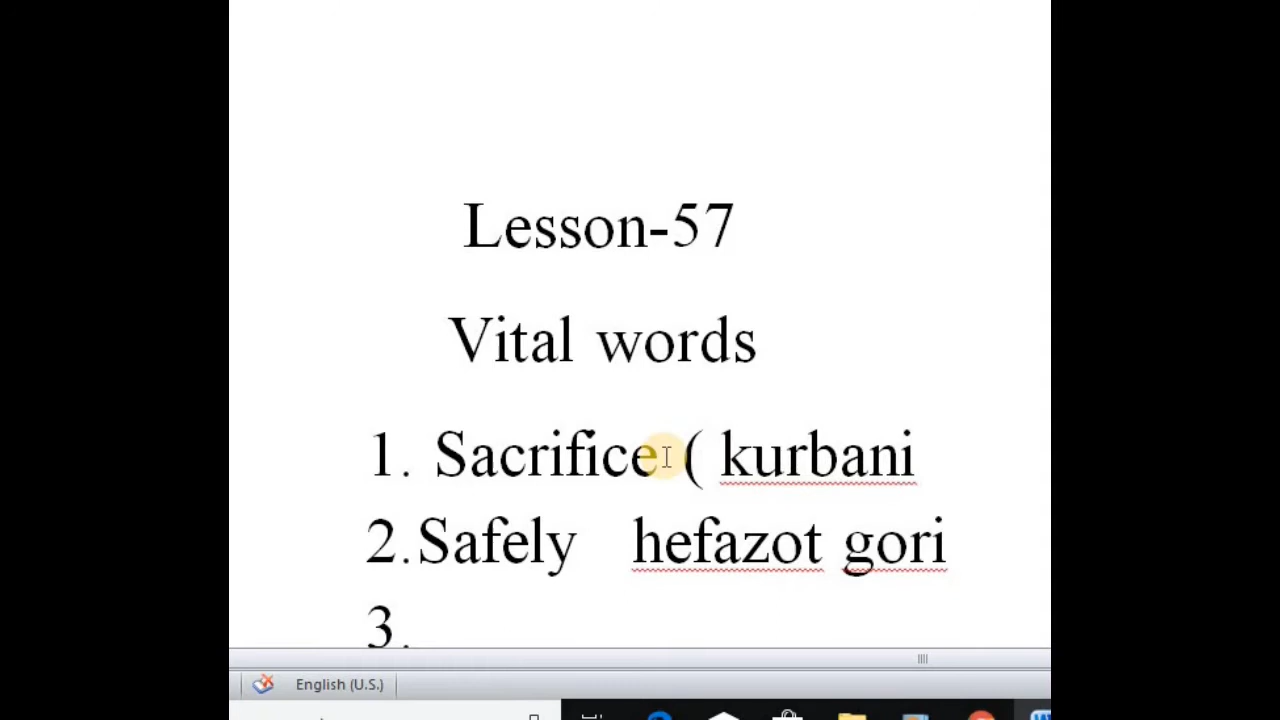 Lesson-57
Vital words
1. Sacrifice ( kurbani
2.Safely hefazot gori
3.
English (U.S.)